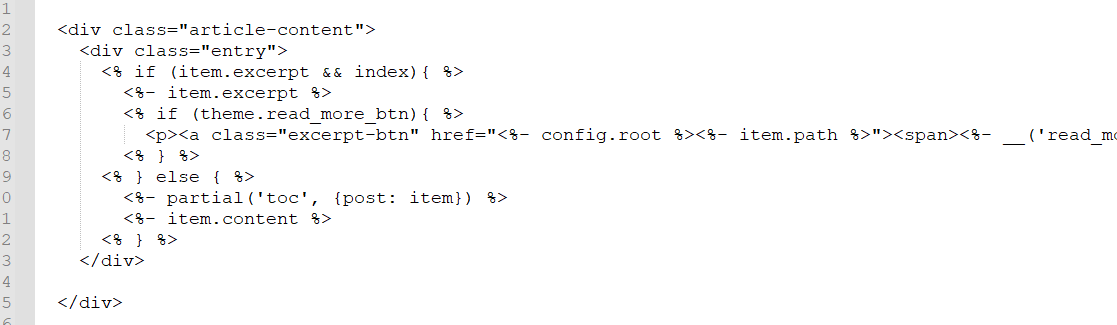 1
2 <div class="article-content">
3 <div class="entry">
4 <% if (item.excerpt && index){ %>
5 <%- item.excerpt %>
6 <% if (theme.read_more_btn){ %>
7 <p><a class="excerpt-btn" href="<%- config.root %><%- item.path %>"><span><%- __('read_mo
8 <% } %>
9 <% } else { %>
0 <%- partial('toc', {post: item}) %>
1 <%- item.content %>
2 <% } %>
3 </div>
4
5 </div>
6